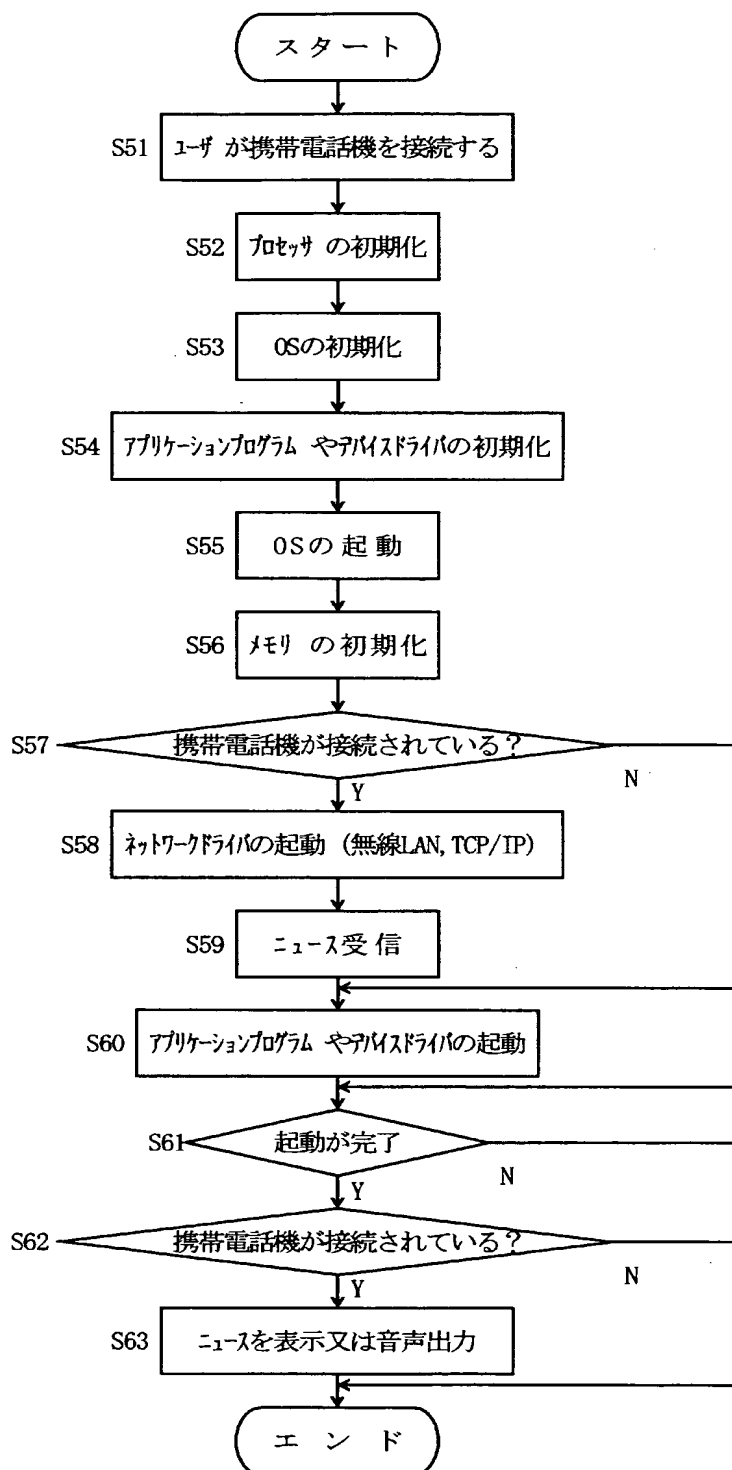 スタート
S51 ﾕｰｻﾞ が携帯電話機を接続する
S52 ﾌﾟﾛｾｯｻ の初期化
S53 OSの初期化
S54 ｱﾌﾟﾘｹｰｼｮﾝﾌﾟﾛｸﾞﾗﾑ やﾃﾞﾊﾞｲｽﾄﾞﾗｲﾊﾞの初期化
S55 OSの起動
S56 ﾒﾓﾘ の初期化
S57 携帯電話機が接続されている？
N
Y
S58 ﾈｯﾄﾜｰｸﾄﾞﾗｲﾊﾞの起動 (無線LAN, TCP/IP)
S59 ﾆｭｰｽ受信
S60 ｱﾌﾟﾘｹｰｼｮﾝﾌﾟﾛｸﾞﾗﾑ やﾃﾞﾊﾞｲｽﾄﾞﾗｲﾊﾞの起動
S61 起動が完了
N
Y
S62 携帯電話機が接続されている？
N
Y
S63 ﾆｭｰｽを表示又は音声出力
エンド